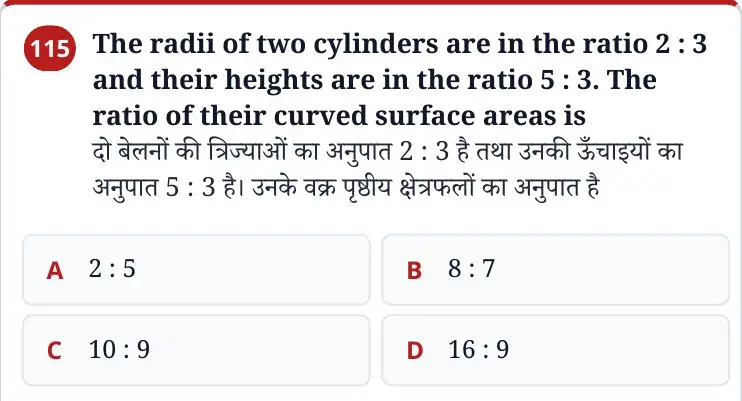 115 The radii of two cylinders are in the ratio 2 : 3
and their heights are in the ratio 5 : 3. The
ratio of their curved surface areas is
दो बेलनों की त्रिज्याओं का अनुपात 2 : 3 है तथा उनकी ऊँचाइयों का
अनुपात 5 : 3 है। उनके वक्र पृष्ठीय क्षेत्रफलों का अनुपात है
A 2 : 5
B 8 : 7
C 10 : 9
D 16 : 9